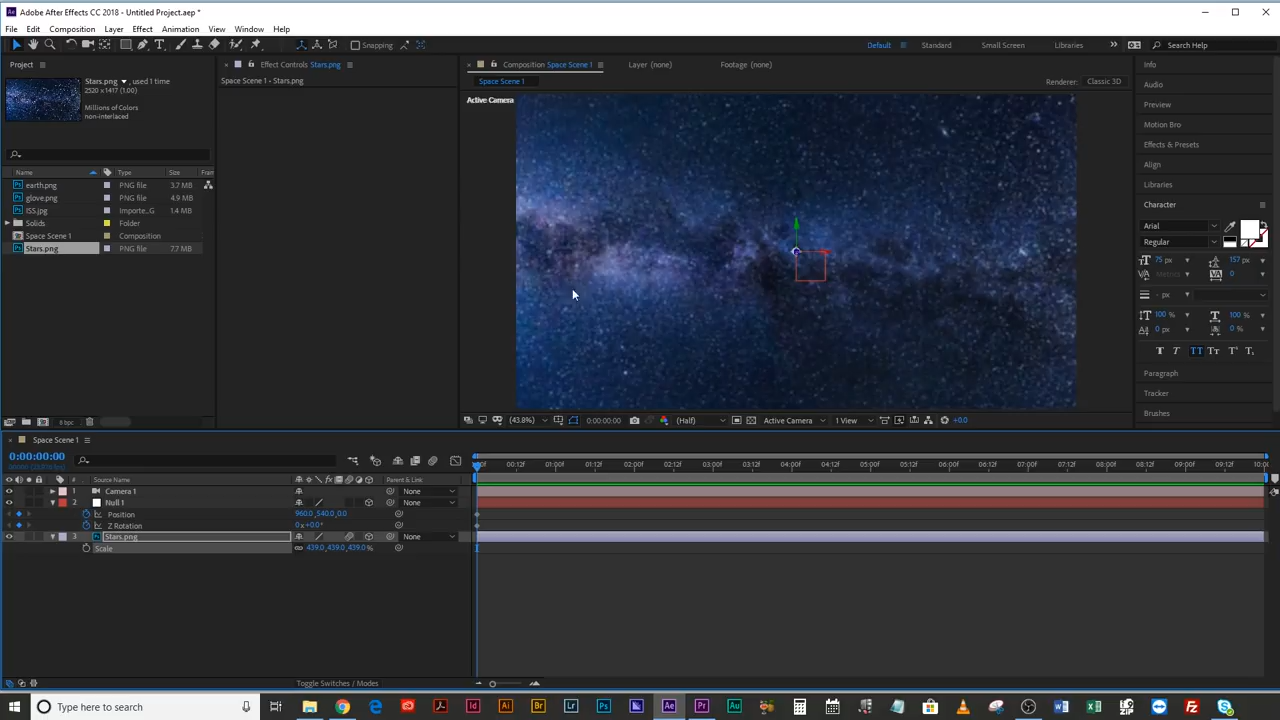 Adobe After Effects CC 2018 - Untitled Project.aep *
File Edit Composition Layer Effect Animation View Window Help
Snapping
Default Standard Small Screen Libraries Search Help
Project
Effect Controls Stars.png
Composition Space Scene 1
Layer (none)
Footage (none)
Info
Stars.png , used 1 time
2520 x 1417 (1.00)
Millions of Colors
non-interlaced
Space Scene 1 - Stars.png
Space Scene 1
Renderer: Classic 3D
Active Camera
Audio
Preview
Motion Bro
Effects & Presets
Align
Libraries
Character
Name Type Size Fram
earth.png PNG file 3.7 MB
glove.png PNG file 4.9 MB
ISS.jpg Importe...G 1.4 MB
Solids Folder
Space Scene 1 Composition
Stars.png PNG file 7.7 MB
Arial
Regular
75 px 157 px
Metrics 0
- px
100 % 100 %
0 px 0 %
T T TT Tт T¹ T₁
Paragraph
Tracker
Brushes
8 bpc
(43.8%) 0:00:00:00 (Half) Active Camera 1 View +0.0
Space Scene 1
0:00:00:00
:00f 00:12f 01:00f 01:12f 02:00f 02:12f 03:00f 03:12f 04:00f 04:12f 05:00f 05:12f 06:00f 06:12f 07:00f 07:12f 08:00f 08:12f 09:00f 09:12f 10:00
# Source Name Parent & Link
1 Camera 1 None
2 Null 1 None
Position 960.0,540.0,0.0
Z Rotation 0x+0.0°
3 Stars.png None
Scale 439.0,439.0,439.0%
Toggle Switches / Modes
Type here to search